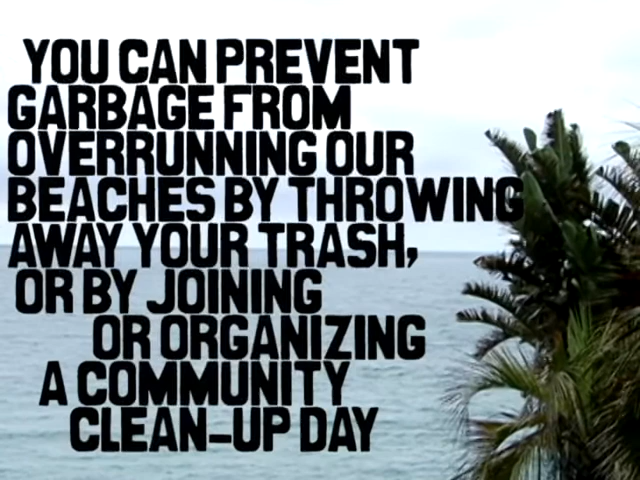 YOU CAN PREVENT
GARBAGE FROM
OVERRUNNING OUR
BEACHES BY THROWING
AWAY YOUR TRASH,
OR BY JOINING
OR ORGANIZING
A COMMUNITY
CLEAN-UP DAY